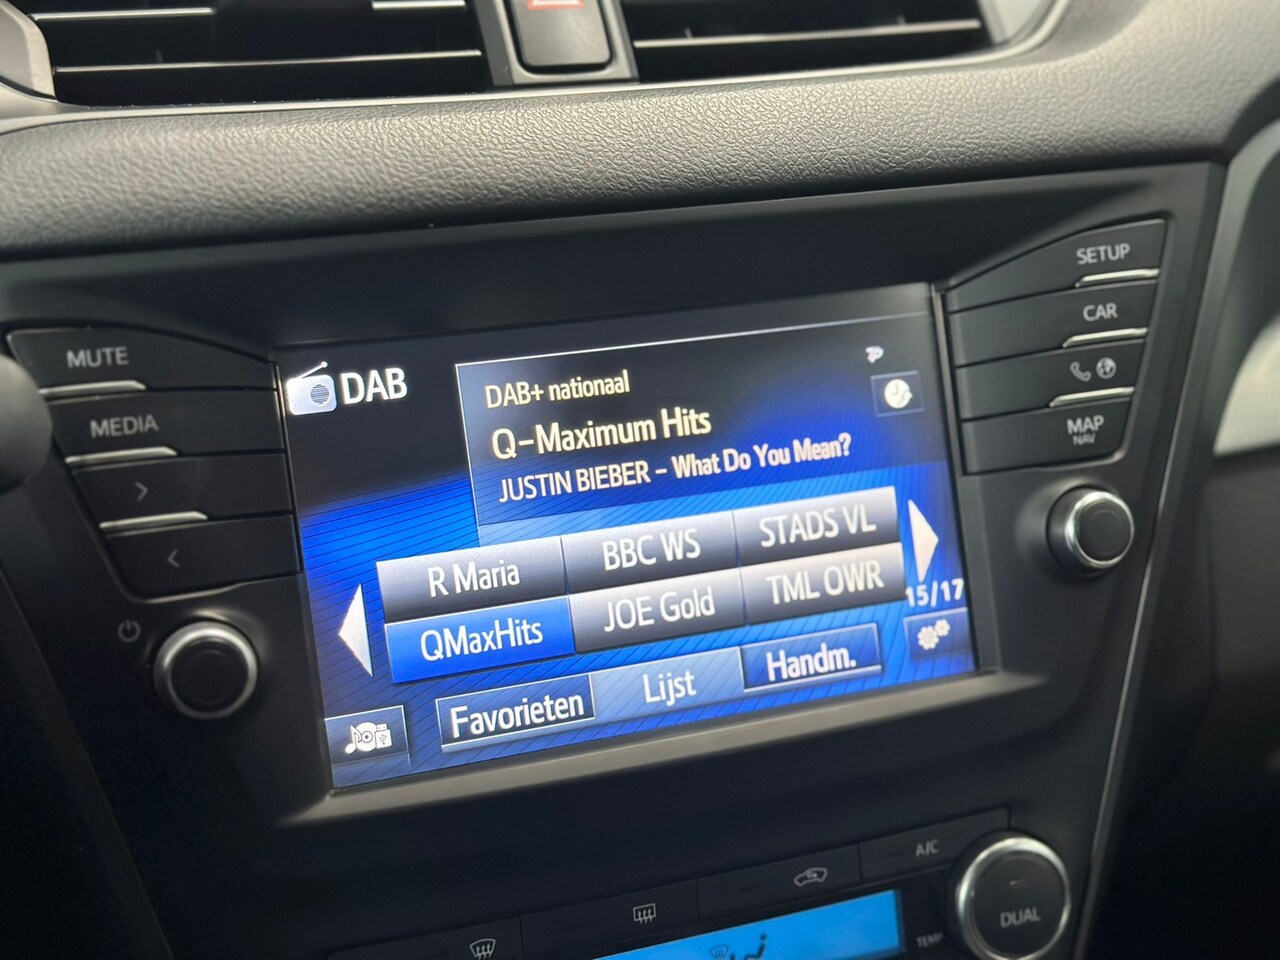 MUTE
MEDIA
DAB
DAB+ nationaal
Q-Maximum Hits
JUSTIN BIEBER - What Do You Mean?
R Maria
BBC WS
STADS VL
QMaxHits
JOE Gold
TML OWR
15/17
Favorieten
Lijst
Handm.
SETUP
CAR
MAP
NAV
A/C
DUAL
TEMP